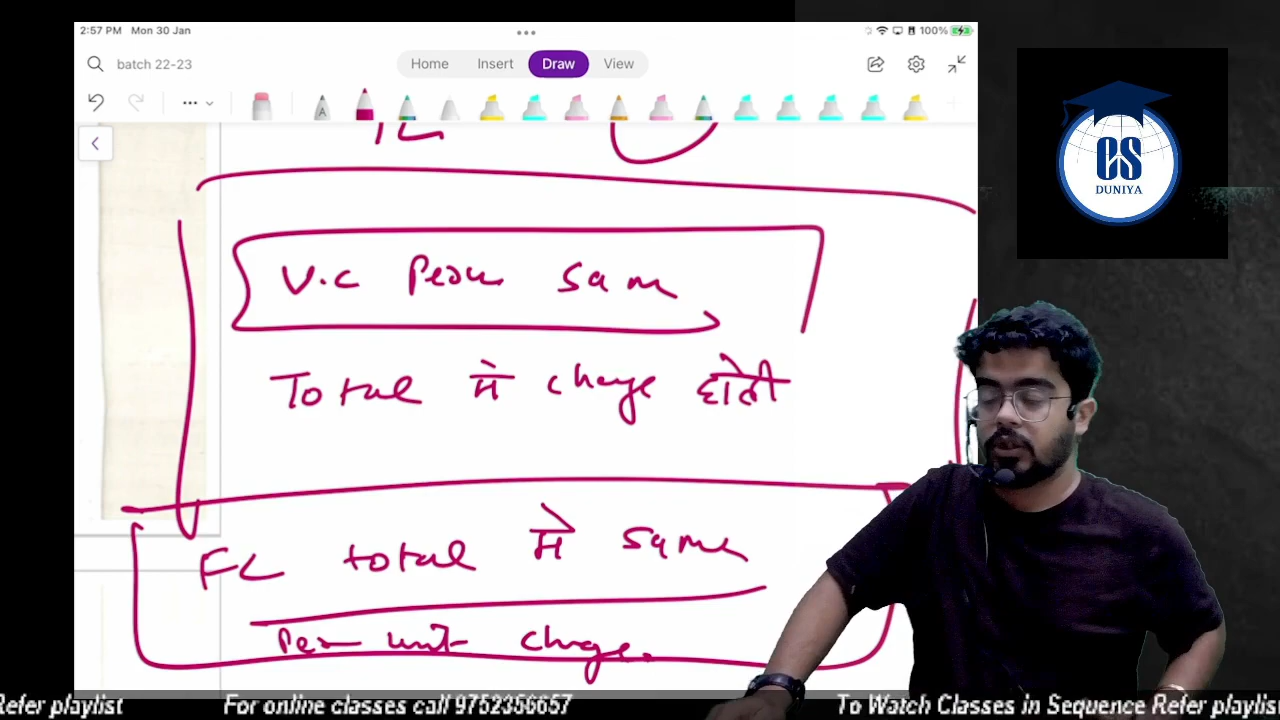 2:57 PM Mon 30 Jan
100%
batch 22-23
Home Insert Draw View
A
CS
DUNIYA
V.C Per Sam
Total में change होती
FC total में same
Per unit change.
Refer playlist For online classes call 9752356657 To Watch Classes in Sequence Refer playlist